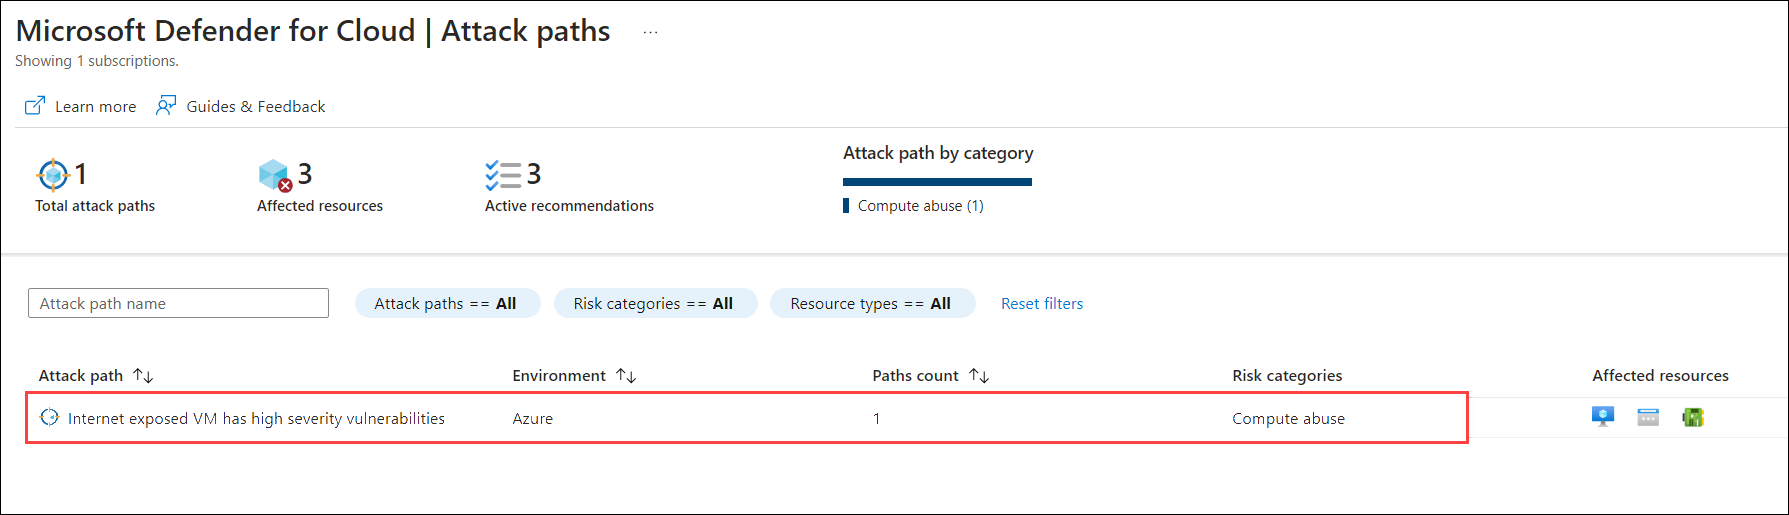 Microsoft Defender for Cloud | Attack paths ...
Showing 1 subscriptions.
Learn more Guides & Feedback
1 3 3
Total attack paths Affected resources Active recommendations
Attack path by category
Compute abuse (1)
Attack path name Attack paths == All Risk categories == All Resource types == All Reset filters
Attack path Environment Paths count Risk categories Affected resources
Internet exposed VM has high severity vulnerabilities Azure 1 Compute abuse